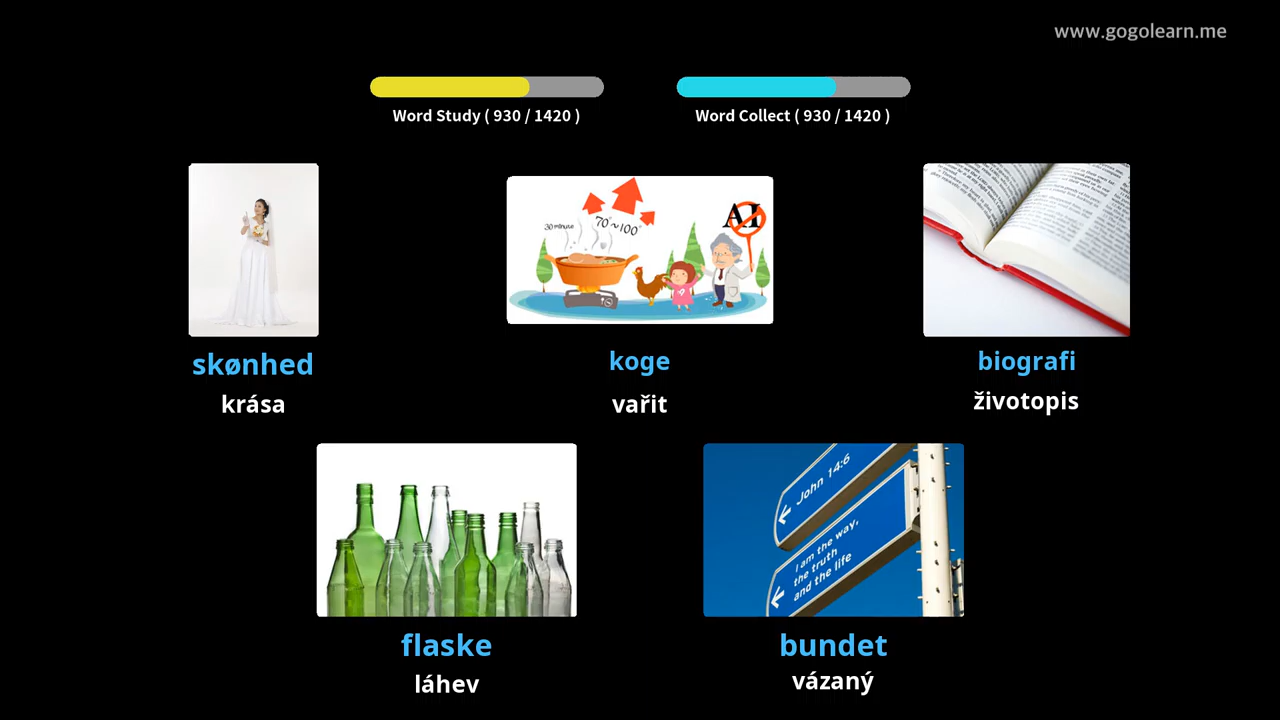 www.gogolearn.me
Word Study ( 930 / 1420 )
Word Collect ( 930 / 1420 )
30 minute
70°~100°
AI
skønhed
koge
biografi
krása
vařit
životopis
John 14:6
I am the way,
the truth
and the life
flaske
bundet
láhev
vázaný